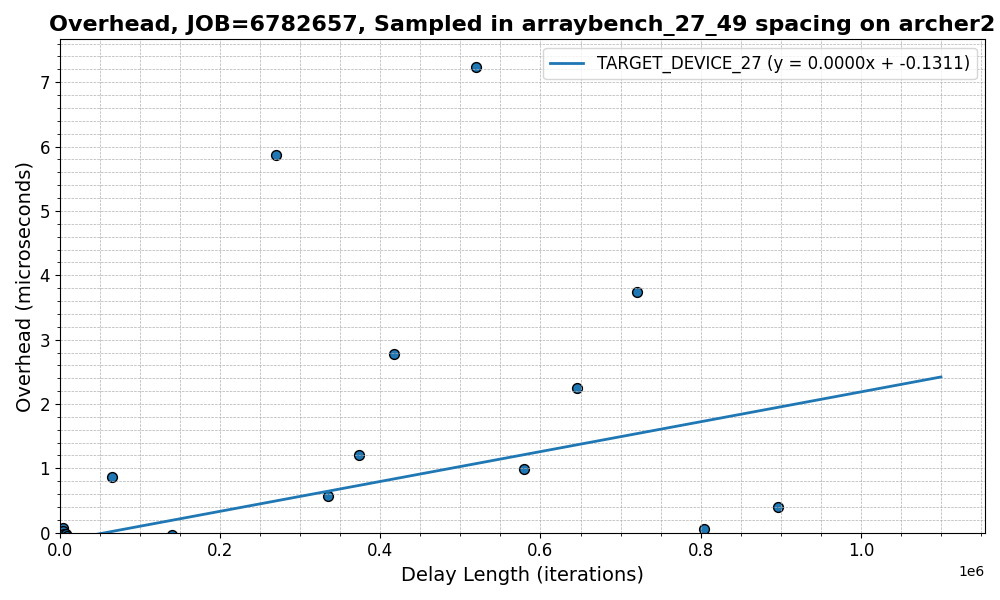 Overhead, JOB=6782657, Sampled in arraybench_27_49 spacing on archer2
TARGET_DEVICE_27 (y = 0.0000x + -0.1311)
7
6
5
4
3
2
1
0
Overhead (microseconds)
0.0 0.2 0.4 0.6 0.8 1.0
1e6
Delay Length (iterations)